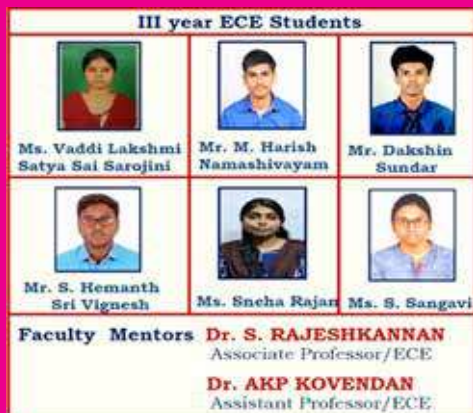 III year ECE Students
Ms. Vaddi Lakshmi
Satya Sai Sarojini
Mr. M. Harish
Namashivayam
Mr. Dakshin
Sundar
Mr. S. Hemanth
Sri Vignesh
Ms. Sneha Rajan
Ms. S. Sangavi
Faculty Mentors Dr. S. RAJESHKANNAN
Associate Professor/ECE
Dr. AKP KOVENDAN
Assistant Professor/ECE